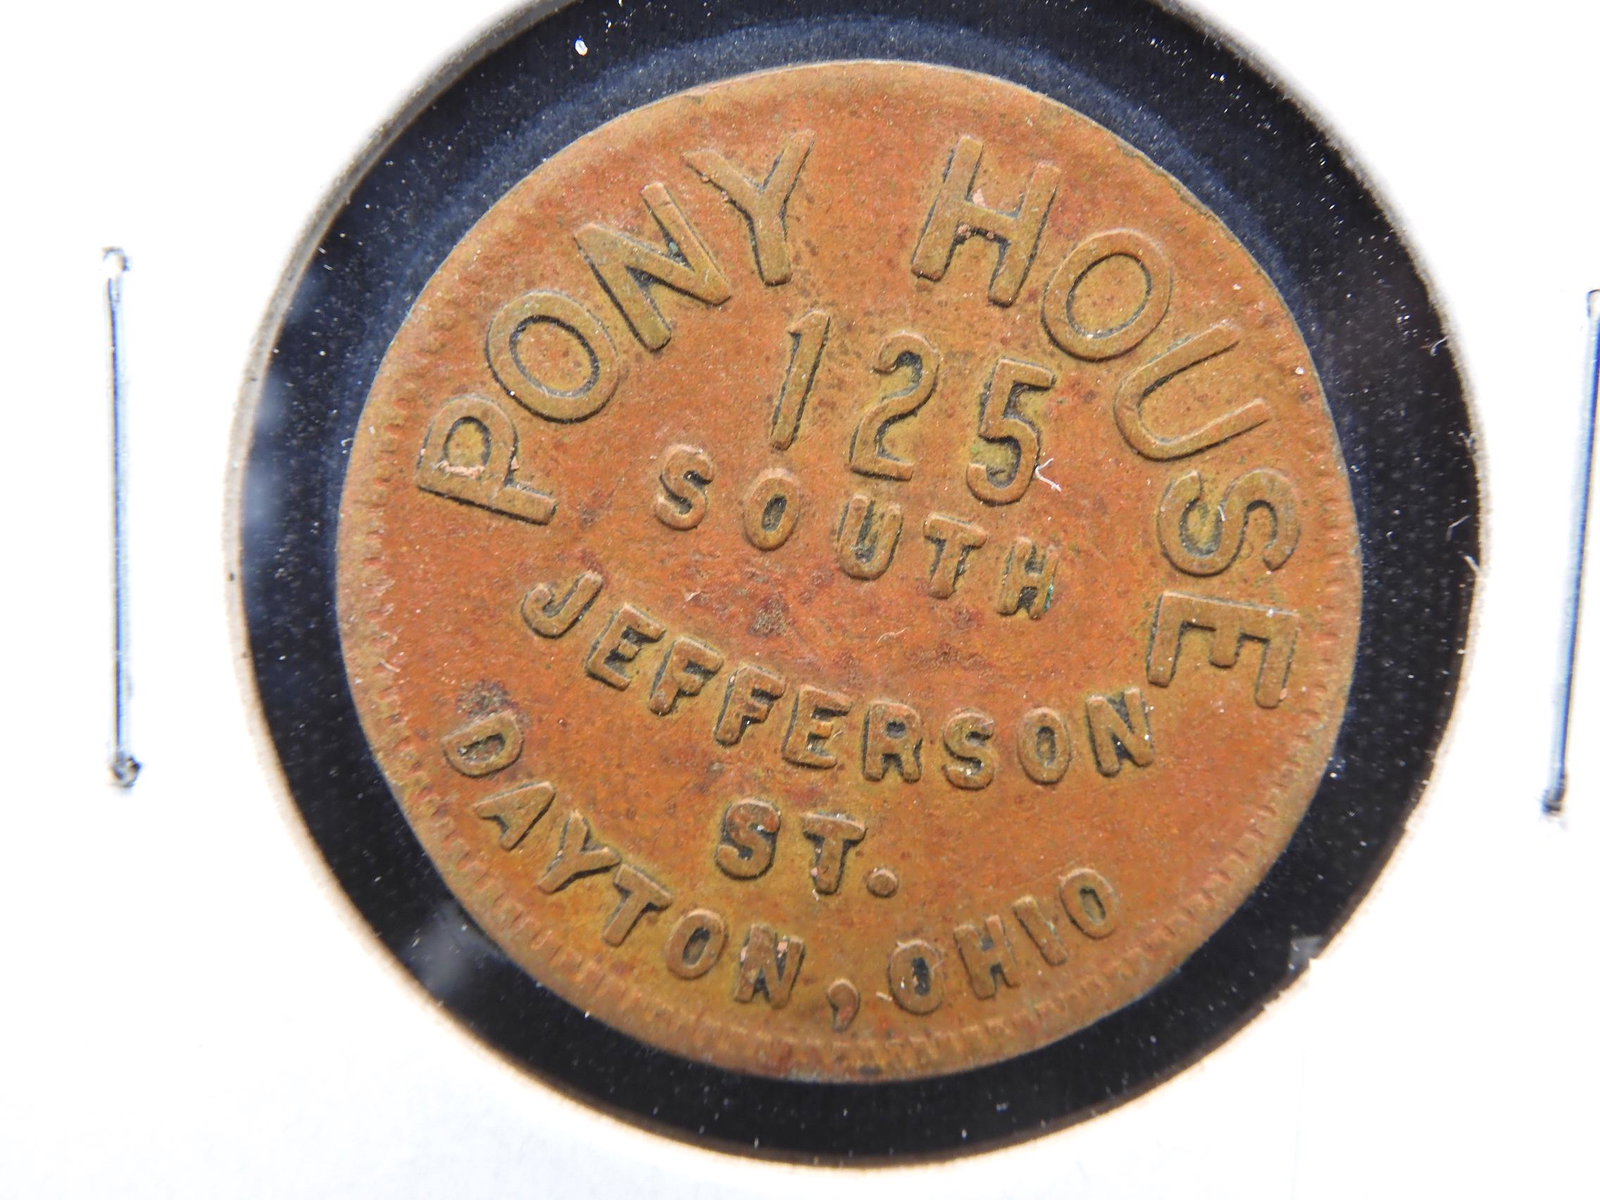 PONY HOUSE
125
SOUTH
JEFFERSON
ST.
DAYTON, OHIO